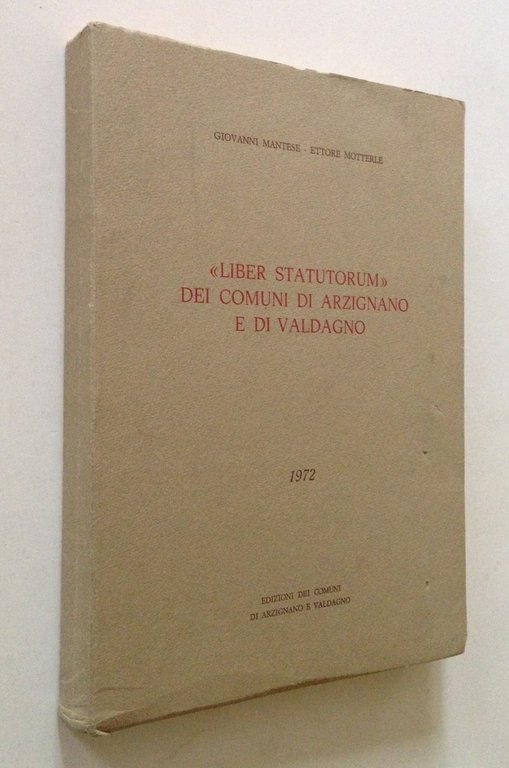 GIOVANNI MANTESE - ETTORE MOTTERLE
«LIBER STATUTORUM»
DEI COMUNI DI ARZIGNANO
E DI VALDAGNO
1972
EDIZIONI DEI COMUNI
DI ARZIGNANO E VALDAGNO